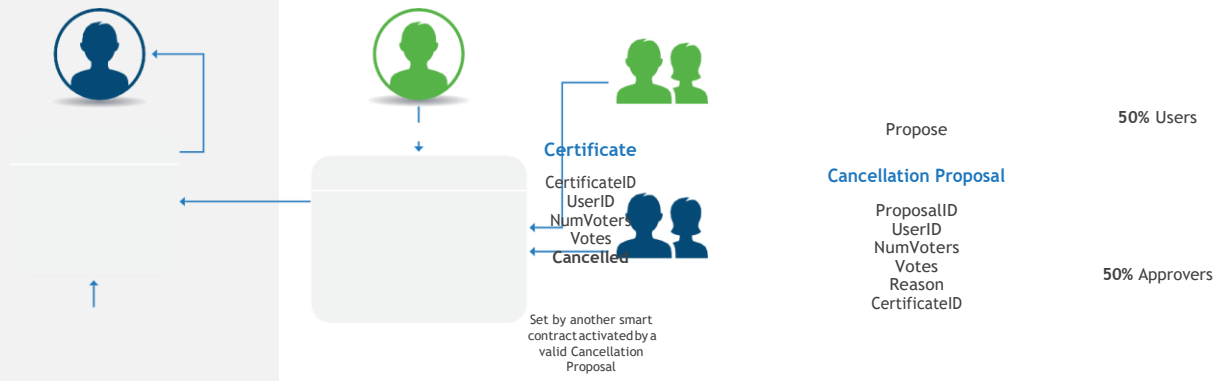 Certificate
CertificateID
UserID
NumVoters
Votes
Cancelled
Set by another smart
contract activated by a
valid Cancellation
Proposal
Propose
Cancellation Proposal
ProposalID
UserID
NumVoters
Votes
Reason
CertificateID
50% Users
50% Approvers